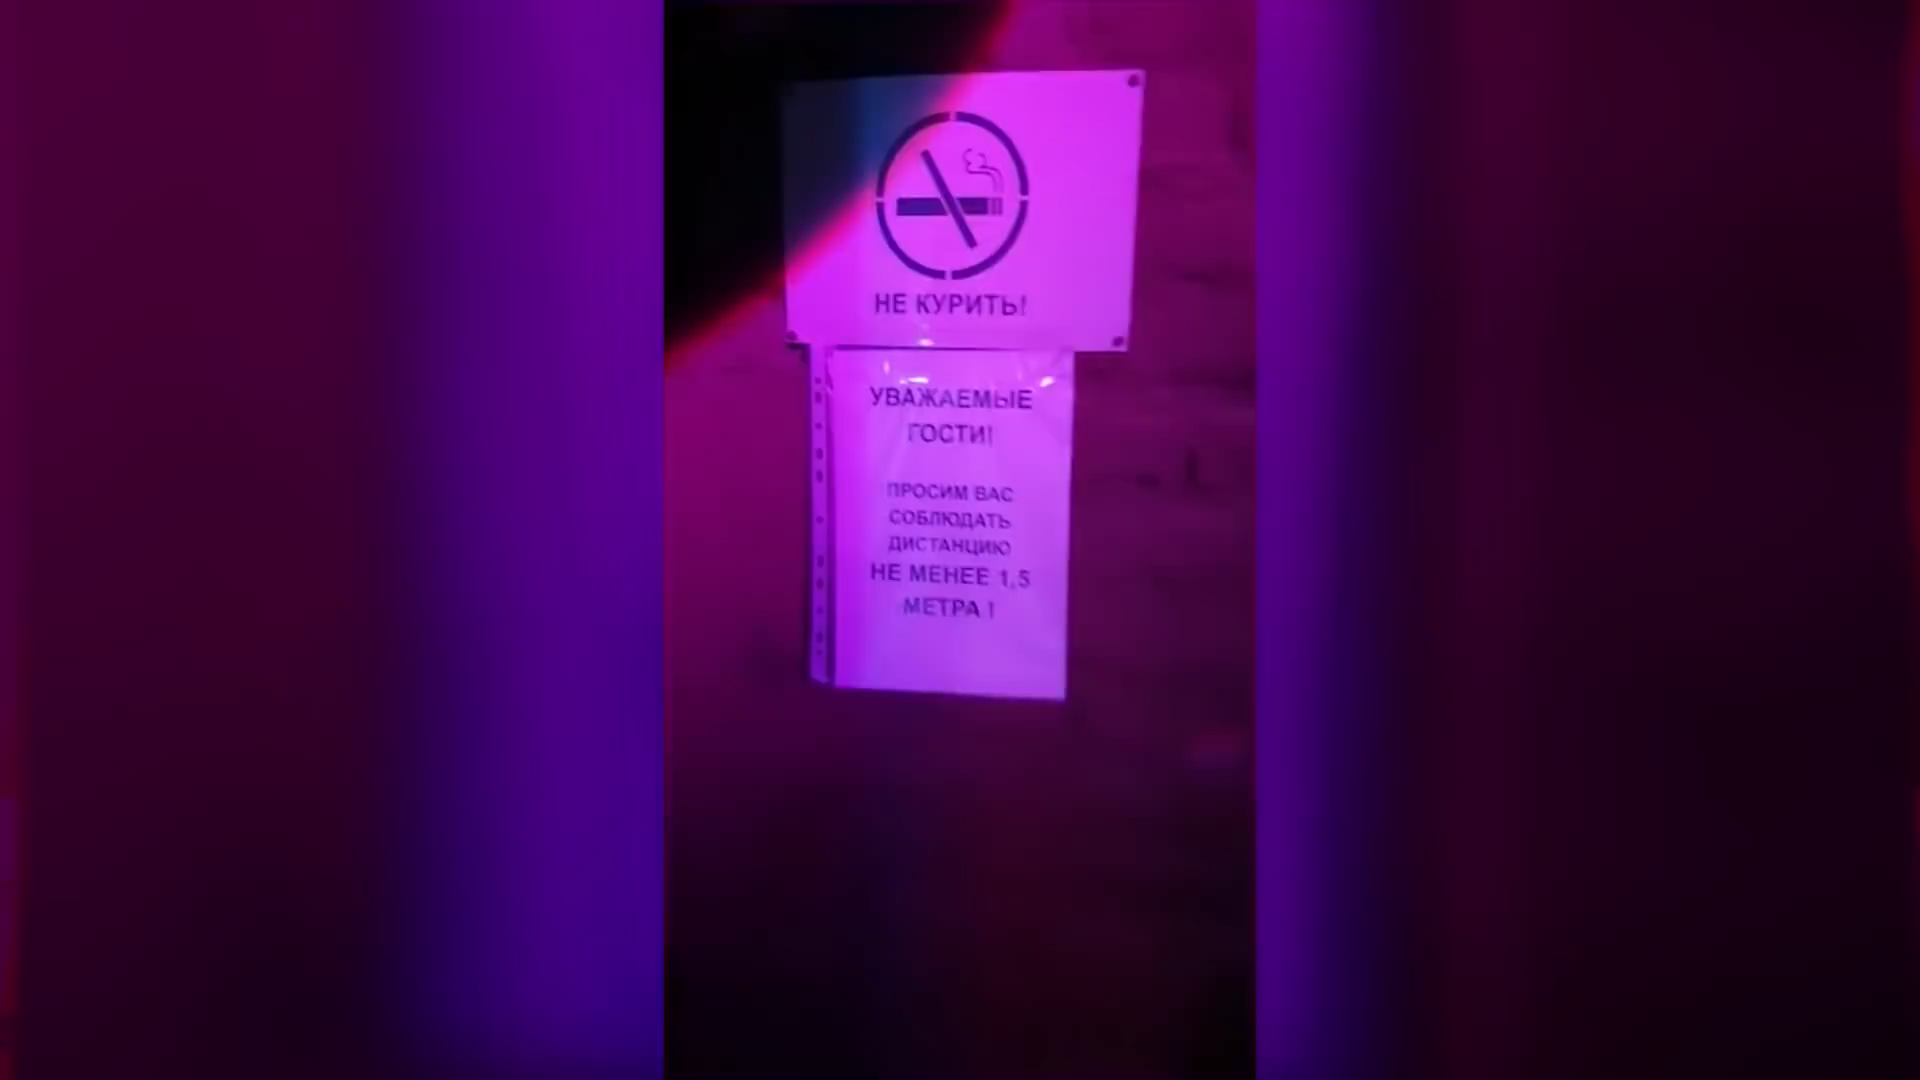 НЕ КУРИТЬ!
УВАЖАЕМЫЕ
ГОСТИ!
ПРОСИМ ВАС
СОБЛЮДАТЬ
ДИСТАНЦИЮ
НЕ МЕНЕЕ 1,5
МЕТРА !